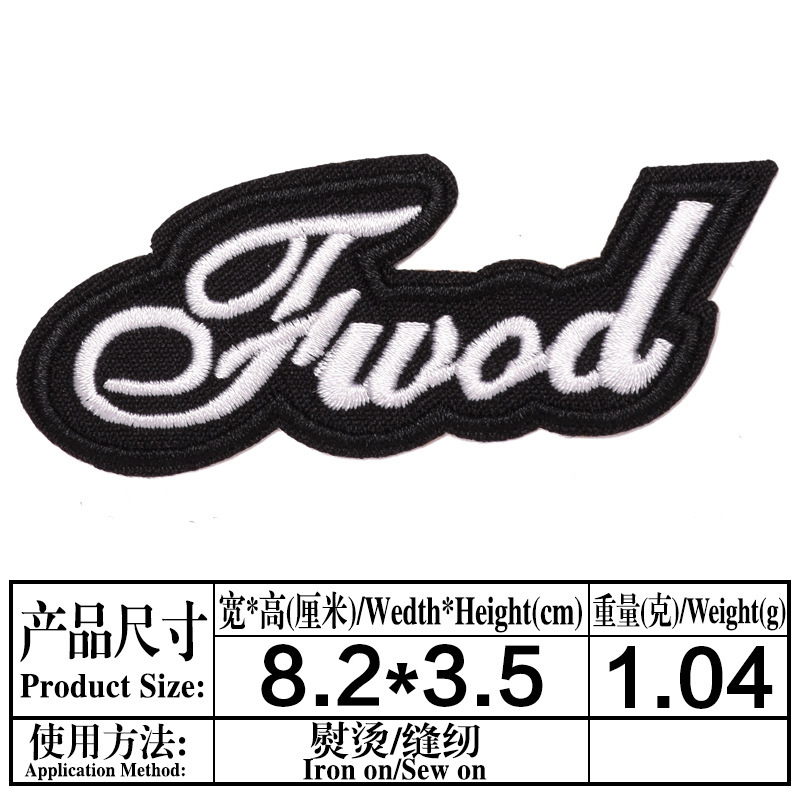 Fwod
产品尺寸
Product Size:
宽*高(厘米)/Wedth*Height(cm)
重量(克)/Weight(g)
8.2*3.5
1.04
使用方法:
Application Method:
熨烫/缝纫
Iron on/Sew on